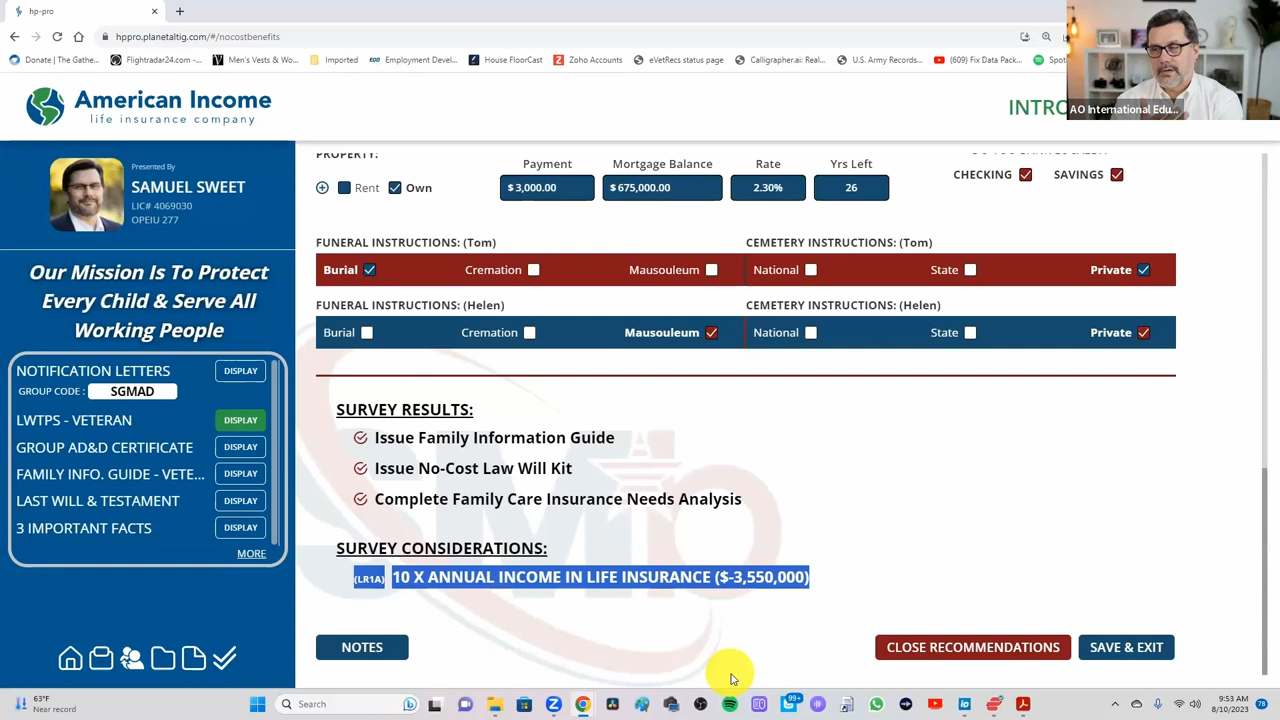 hp-pro
hppro.planetaltig.com/#/nocostbenefits
Donate | The Gathe...
Flightradar24.com -...
Men's Vests & Wo...
Imported
Employment Devel...
House FloorCast
Zoho Accounts
eVetRecs status page
Calligrapher.ai: Real...
U.S. Army Records...
(609) Fix Data Pack...
Spot
American Income
life insurance company
INTRO
AO International Edu...
Presented By
SAMUEL SWEET
LIC# 4069030
OPEIU 277
Our Mission Is To Protect
Every Child & Serve All
Working People
NOTIFICATION LETTERS DISPLAY
GROUP CODE : SGMAD
LWTPS - VETERAN DISPLAY
GROUP AD&D CERTIFICATE DISPLAY
FAMILY INFO. GUIDE - VETE... DISPLAY
LAST WILL & TESTAMENT DISPLAY
3 IMPORTANT FACTS DISPLAY
MORE
PROPERTY:
Payment Mortgage Balance Rate Yrs Left
Rent Own $ 3,000.00 $ 675,000.00 2.30% 26
CHECKING SAVINGS
FUNERAL INSTRUCTIONS: (Tom) CEMETERY INSTRUCTIONS: (Tom)
Burial Cremation Mausoleum National State Private
FUNERAL INSTRUCTIONS: (Helen) CEMETERY INSTRUCTIONS: (Helen)
Burial Cremation Mausoleum National State Private
SURVEY RESULTS:
Issue Family Information Guide
Issue No-Cost Law Will Kit
Complete Family Care Insurance Needs Analysis
SURVEY CONSIDERATIONS:
(LR1A) 10 X ANNUAL INCOME IN LIFE INSURANCE ($-3,550,000)
NOTES CLOSE RECOMMENDATIONS SAVE & EXIT
63°F
Near record
Search
99+
9:53 AM
8/10/2023
78